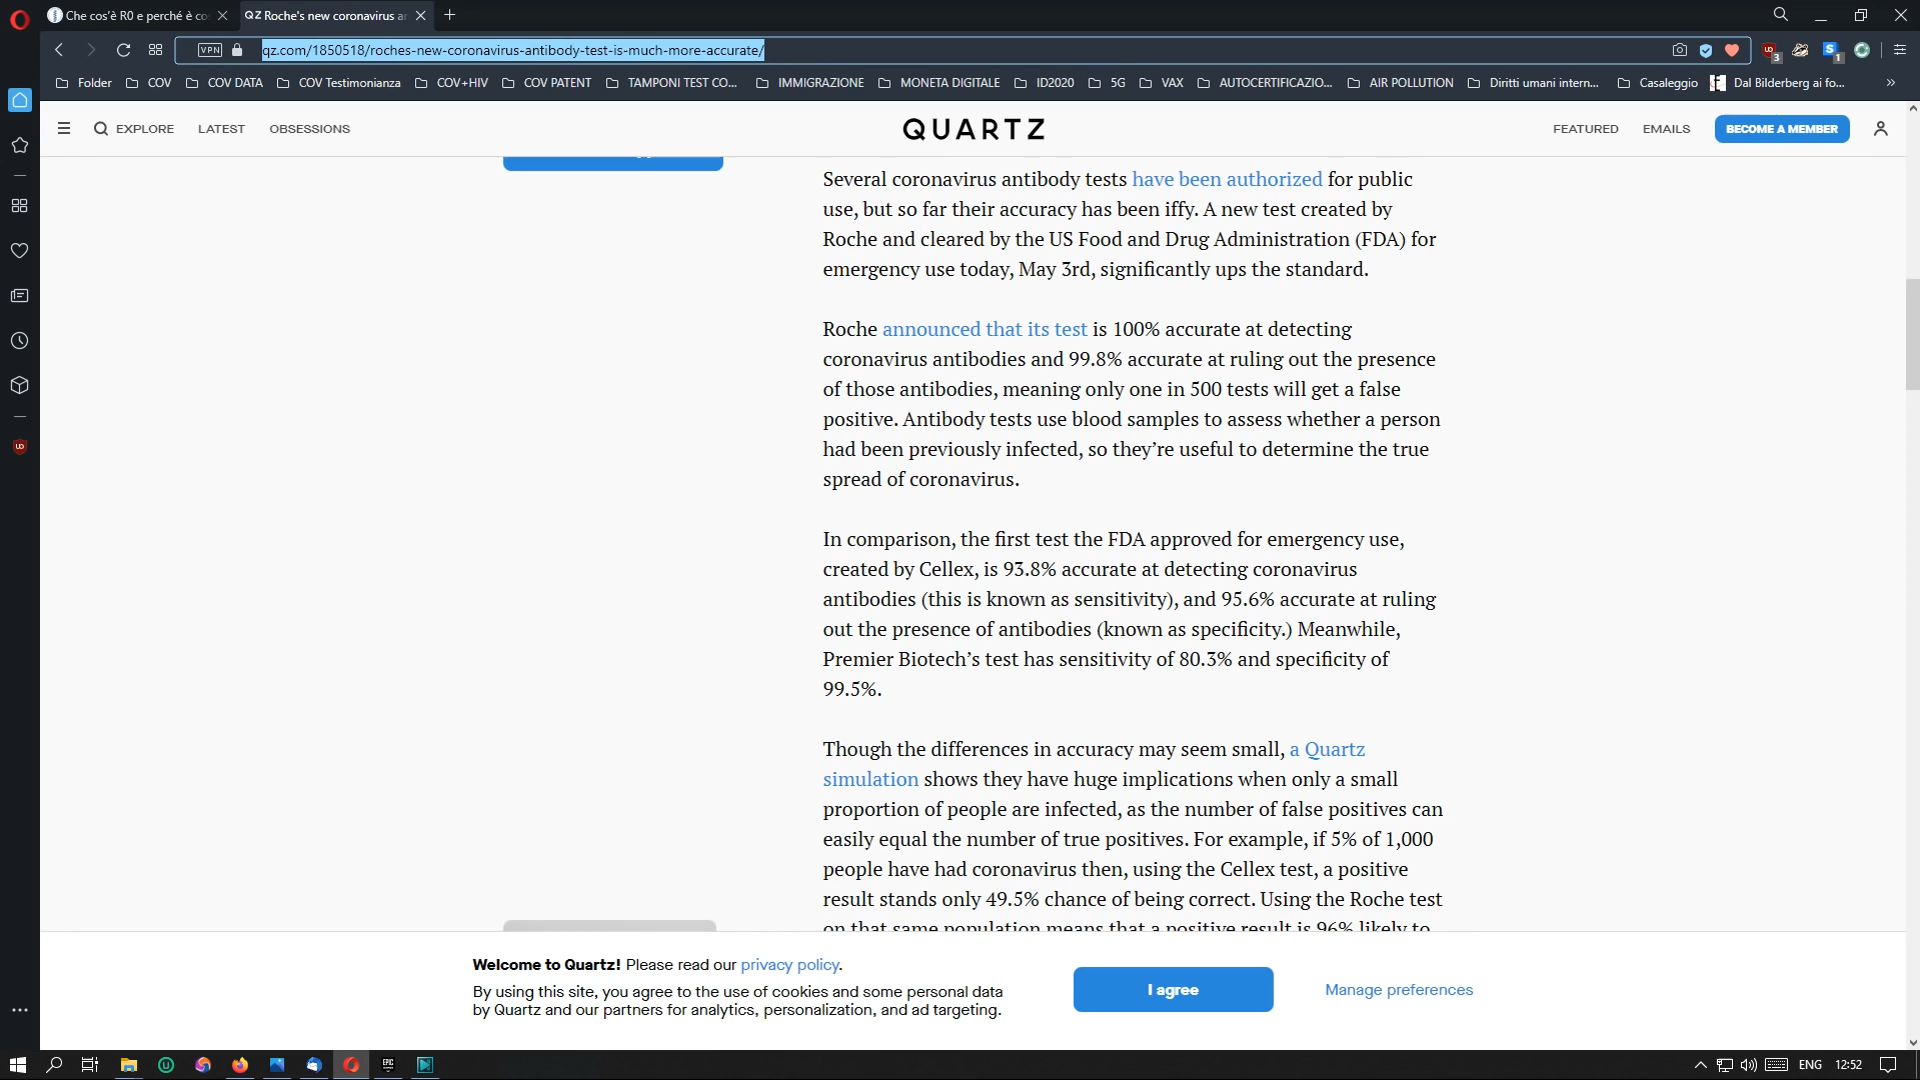 Che cos'è R0 e perché è co
QZ Roche's new coronavirus a
VPN
qz.com/1850518/roches-new-coronavirus-antibody-test-is-much-more-accurate/
3
1
Folder
COV
COV DATA
COV Testimonianza
COV+HIV
COV PATENT
TAMPONI TEST CO...
IMMIGRAZIONE
MONETA DIGITALE
ID2020
5G
VAX
AUTOCERTIFICAZIO...
AIR POLLUTION
Diritti umani intern...
Casaleggio
Dal Bilderberg ai fo...
EXPLORE
LATEST
OBSESSIONS
QUARTZ
FEATURED
EMAILS
BECOME A MEMBER
Several coronavirus antibody tests have been authorized for public
use, but so far their accuracy has been iffy. A new test created by
Roche and cleared by the US Food and Drug Administration (FDA) for
emergency use today, May 3rd, significantly ups the standard.
Roche announced that its test is 100% accurate at detecting
coronavirus antibodies and 99.8% accurate at ruling out the presence
of those antibodies, meaning only one in 500 tests will get a false
positive. Antibody tests use blood samples to assess whether a person
had been previously infected, so they’re useful to determine the true
spread of coronavirus.
In comparison, the first test the FDA approved for emergency use,
created by Cellex, is 93.8% accurate at detecting coronavirus
antibodies (this is known as sensitivity), and 95.6% accurate at ruling
out the presence of antibodies (known as specificity.) Meanwhile,
Premier Biotech’s test has sensitivity of 80.3% and specificity of
99.5%.
Though the differences in accuracy may seem small, a Quartz
simulation shows they have huge implications when only a small
proportion of people are infected, as the number of false positives can
easily equal the number of true positives. For example, if 5% of 1,000
people have had coronavirus then, using the Cellex test, a positive
result stands only 49.5% chance of being correct. Using the Roche test
on that same population means that a positive result is 96% likely to
Welcome to Quartz! Please read our privacy policy.
By using this site, you agree to the use of cookies and some personal data
by Quartz and our partners for analytics, personalization, and ad targeting.
I agree
Manage preferences
EPIC
ENG
12:52